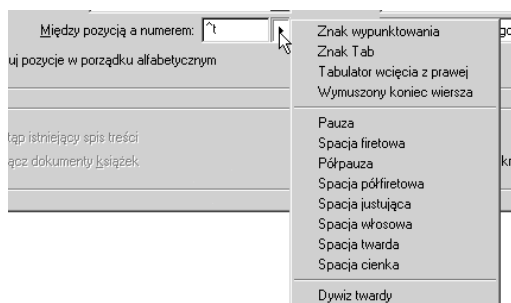 Między pozycją a numerem: ^t
uj pozycje w porządku alfabetycznym
tąp istniejący spis treści
ącz dokumenty książek
Znak wypunktowania
Znak Tab
Tabulator wcięcia z prawej
Wymuszony koniec wiersza
Pauza
Spacja firetowa
Półpauza
Spacja półfiretowa
Spacja justująca
Spacja włosowa
Spacja twarda
Spacja cienka
Dywiz twardy